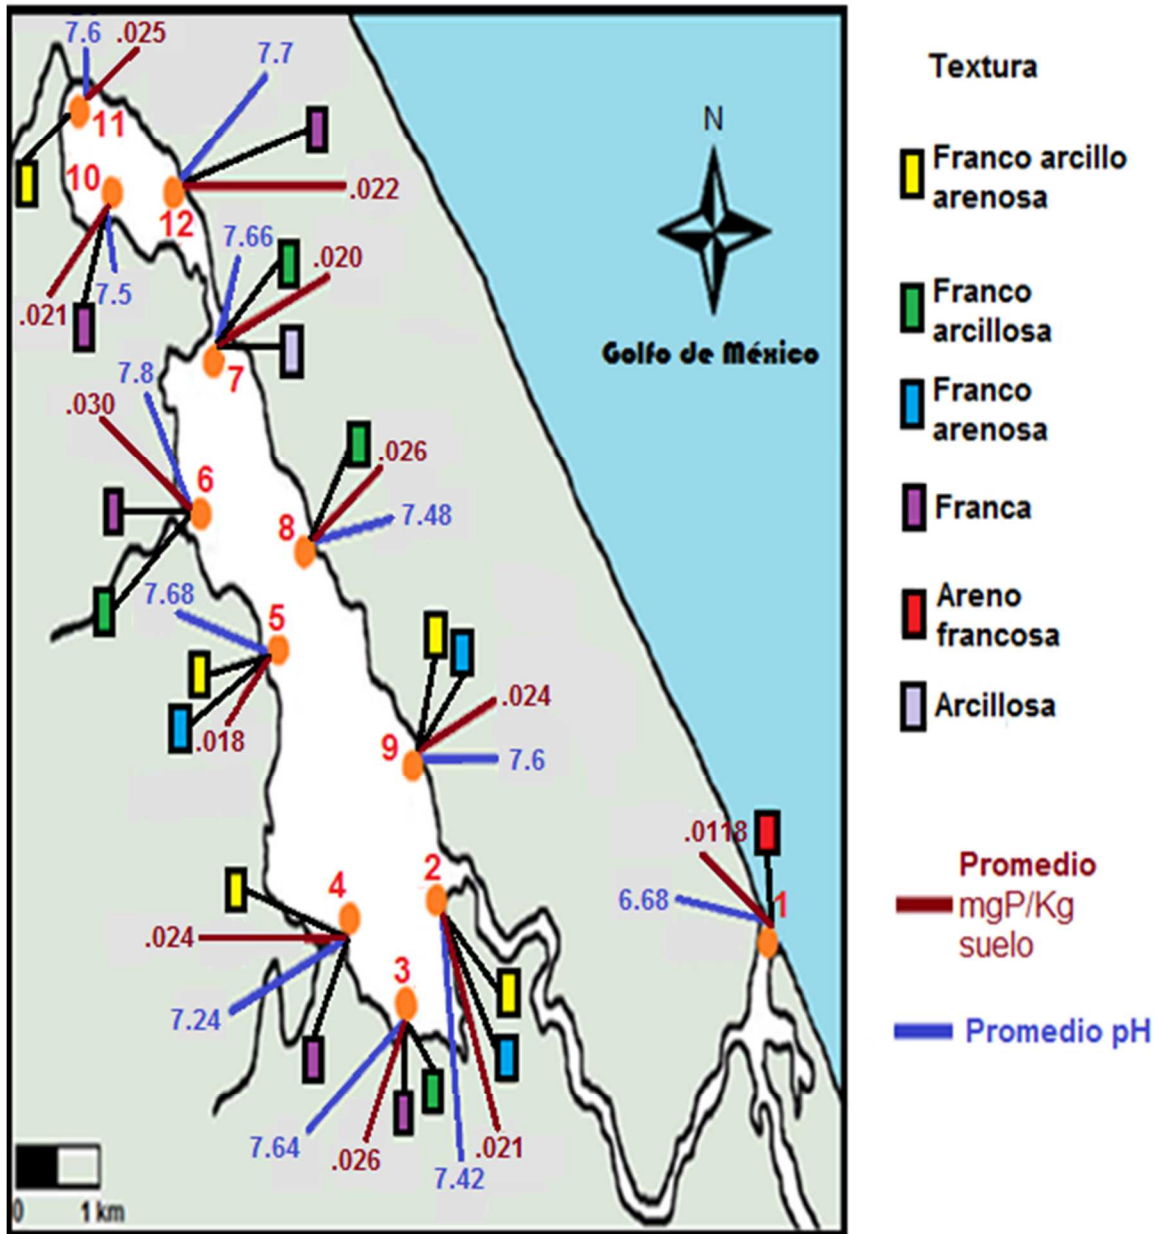 7.6 .025
7.7
11
10
12
.022
.021
7.5
7.66
.020
7
7.8
.030
6
8
.026
7.48
7.68
5
.018
9
.024
7.6
4
2
.024
7.24
3
7.64
.026
7.42
.021
.0118
6.68
1
N
Golfo de México
0 1 km
Textura
Franco arcillo
arenosa
Franco
arcillosa
Franco
arenosa
Franca
Areno
francosa
Arcillosa
Promedio
mgP/Kg
suelo
Promedio pH